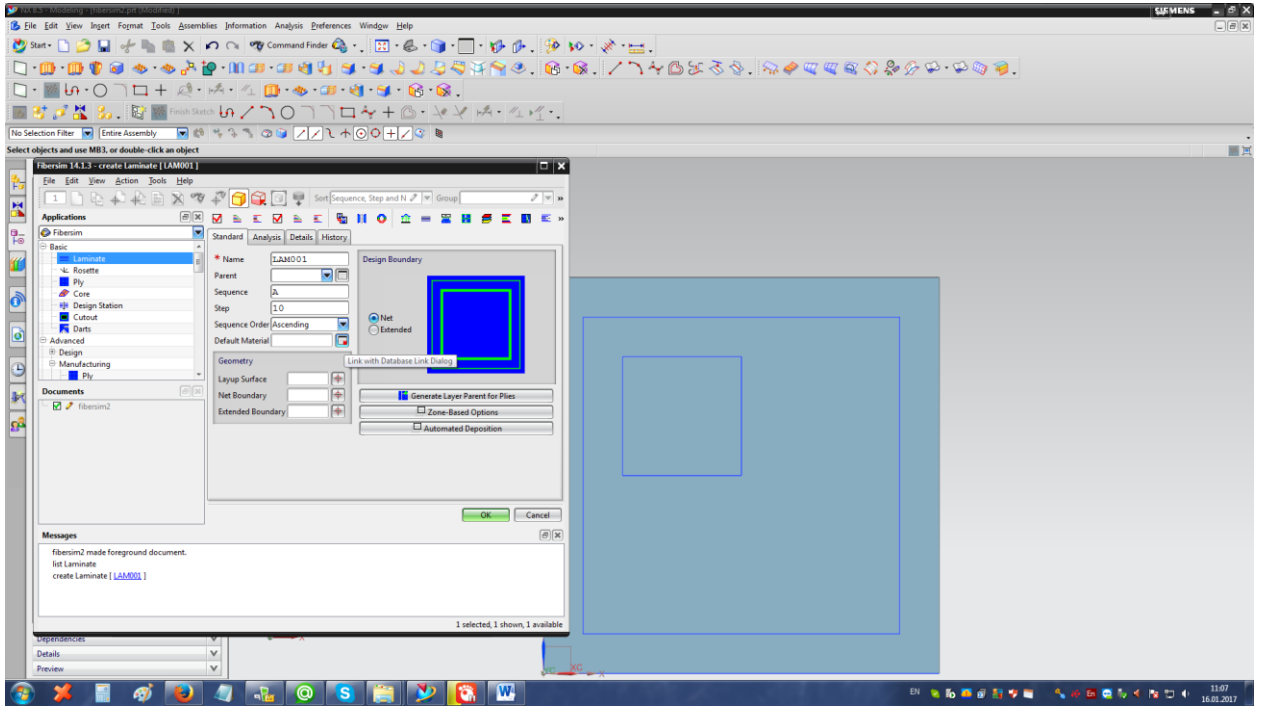 NX 8.5 - Modeling - [fibersim2.prt (Modified) ]
SIEMENS
File Edit View Insert Format Tools Assemblies Information Analysis Preferences Window Help
Start
Command Finder
Finish Sketch
No Selection Filter
Entire Assembly
Select objects and use MB3, or double-click an object
Fibersim 14.1.3 - create Laminate [ LAM001 ]
File Edit View Action Tools Help
1
Sort Sequence, Step and N
Group
Applications
Fibersim
Basic
Laminate
Rosette
Ply
Core
Design Station
Cutout
Darts
Advanced
Design
Manufacturing
Ply
Documents
fibersim2
Standard Analysis Details History
* Name LAM001
Parent
Sequence A
Step 10
Sequence Order Ascending
Default Material
Link with Database Link Dialog
Geometry
Layup Surface
Net Boundary
Extended Boundary
Design Boundary
Net
Extended
Generate Layer Parent for Plies
Zone-Based Options
Automated Deposition
OK Cancel
Messages
fibersim2 made foreground document.
list Laminate
create Laminate [ LAM001 ]
1 selected, 1 shown, 1 available
Dependencies
Details
Preview
X
YC XC X
EN
11:07
16.01.2017